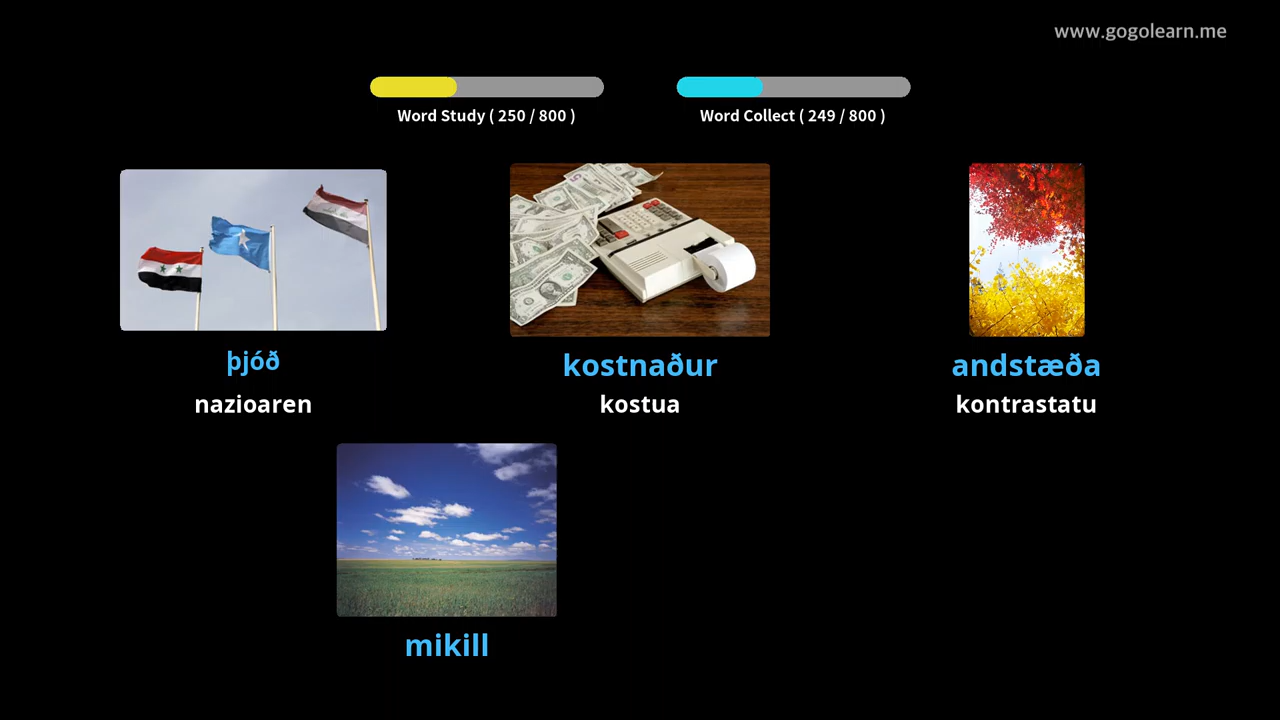 www.gogolearn.me
Word Study ( 250 / 800 )
Word Collect ( 249 / 800 )
þjóð
nazioaren
kostnaður
kostua
andstæða
kontrastatu
mikill